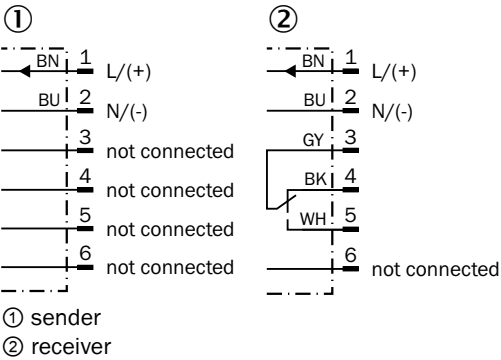 ① ②
BN 1 L/(+)
BU 2 N/(-)
3 not connected
4 not connected
5 not connected
6 not connected
BN 1 L/(+)
BU 2 N/(-)
GY 3
BK 4
WH 5
6 not connected
① sender
② receiver